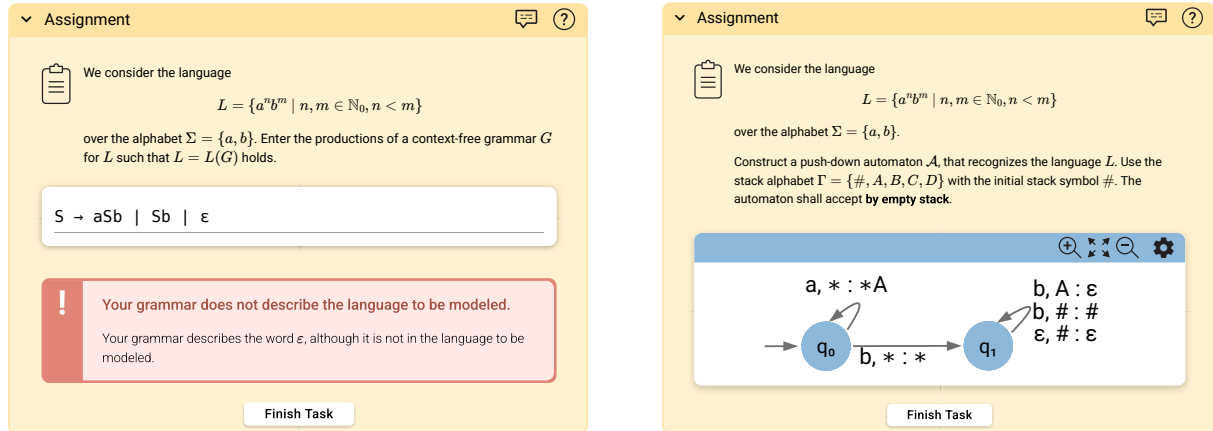 Assignment
We consider the language
L = {aⁿbᵐ | n, m ∈ ℕ₀, n < m}
over the alphabet Σ = {a, b}. Enter the productions of a context-free grammar G
for L such that L = L(G) holds.
S → aSb | Sb | ε
!
Your grammar does not describe the language to be modeled.
Your grammar describes the word ε, although it is not in the language to be
modeled.
Finish Task
Assignment
We consider the language
L = {aⁿbᵐ | n, m ∈ ℕ₀, n < m}
over the alphabet Σ = {a, b}.
Construct a push-down automaton 𝒜, that recognizes the language L. Use the
stack alphabet Γ = {#, A, B, C, D} with the initial stack symbol #. The
automaton shall accept by empty stack.
a, * : *A
b, A : ε
b, # : #
ε, # : ε
q₀
b, * : *
q₁
Finish Task